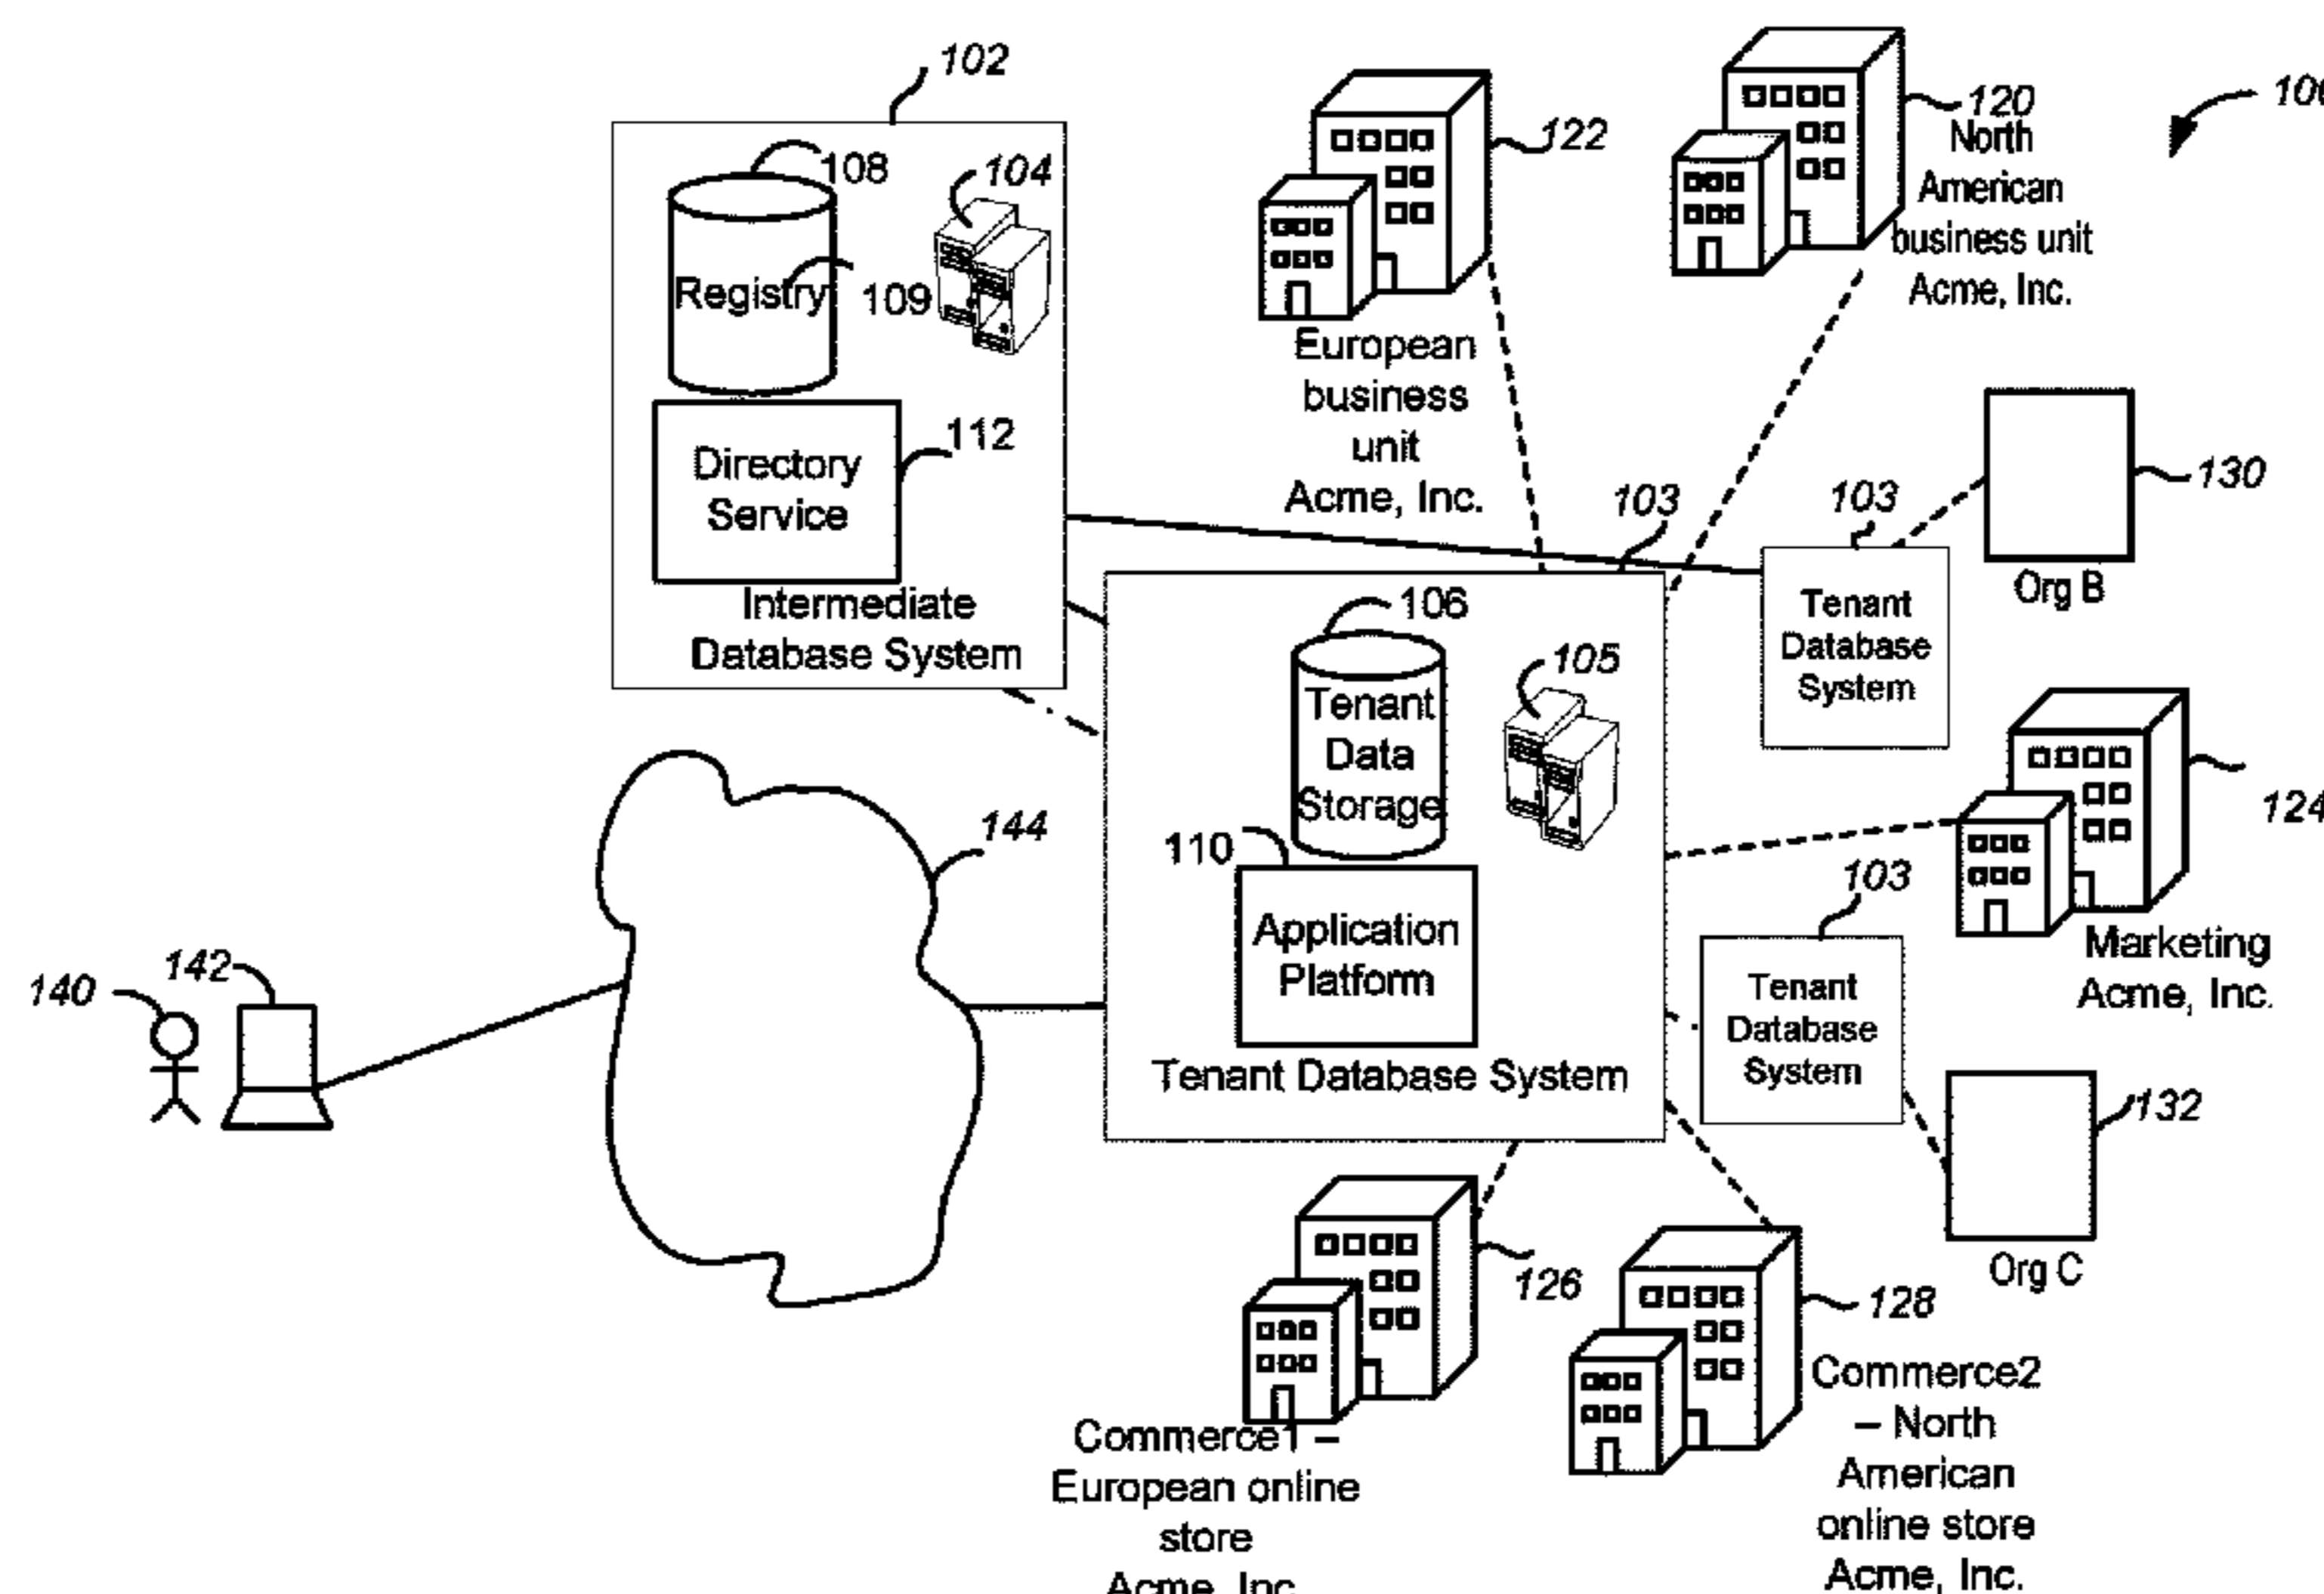 102
108
104
Registry
109
112
Directory
Service
Intermediate
Database System
122
European
business
unit
Acme, Inc.
120
North
American
business unit
Acme, Inc.
103
103
130
Org B
Tenant
Database
System
106
Tenant
Data
Storage
105
110
Application
Platform
Tenant Database System
124
Marketing
Acme, Inc.
103
Tenant
Database
System
132
Org C
144
140
142
126
Commerce1 –
European online
store
Acme, Inc.
128
Commerce2
– North
American
online store
Acme, Inc.